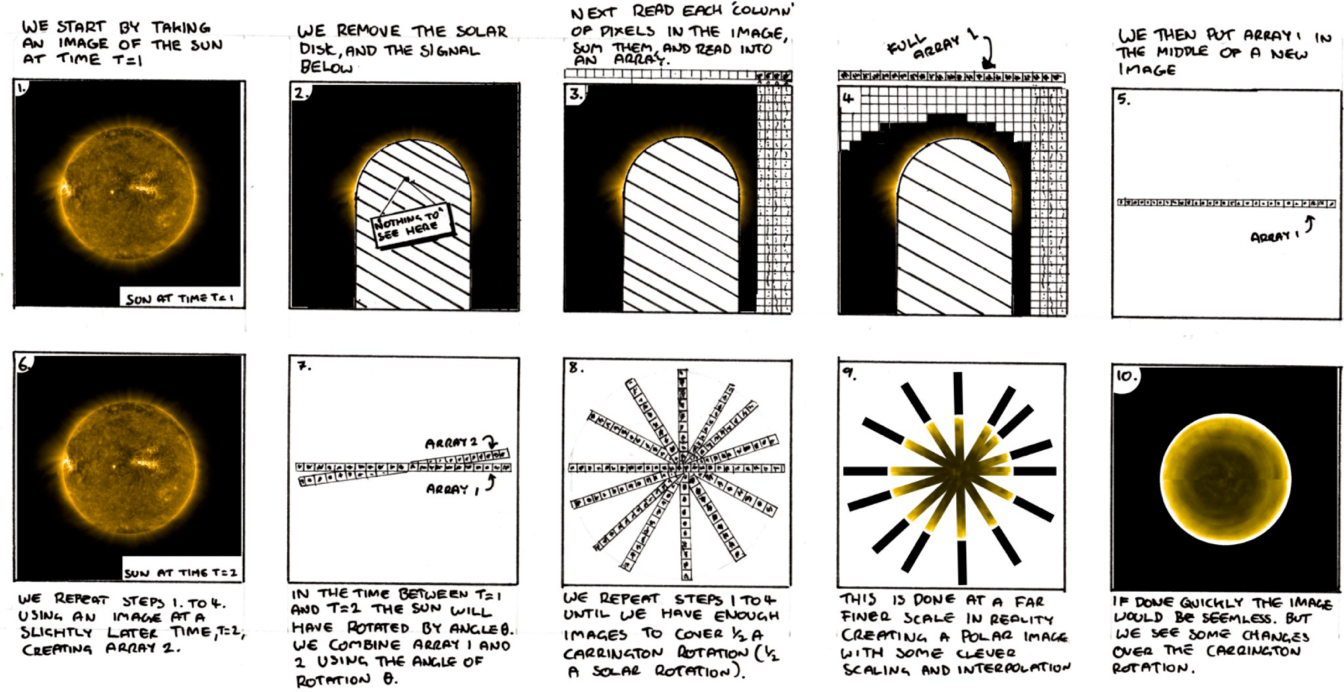 WE START BY TAKING
AN IMAGE OF THE SUN
AT TIME T=1
1.
SUN AT TIME T=1
WE REMOVE THE SOLAR
DISK, AND THE SIGNAL
BELOW
2.
"NOTHING TO"
SEE HERE
NEXT READ EACH 'COLUMN'
OF PIXELS IN THE IMAGE,
SUM THEM, AND READ INTO
AN ARRAY.
3.
FULL
ARRAY 1
4.
WE THEN PUT ARRAY 1 IN
THE MIDDLE OF A NEW
IMAGE
5.
ARRAY 1
6.
SUN AT TIME T=2
WE REPEAT STEPS 1. TO 4.
USING AN IMAGE AT A
SLIGHTLY LATER TIME, T=2,
CREATING ARRAY 2.
7.
ARRAY 2
ARRAY 1
IN THE TIME BETWEEN T=1
AND T=2 THE SUN WILL
HAVE ROTATED BY ANGLE θ.
WE COMBINE ARRAY 1 AND
2 USING THE ANGLE OF
ROTATION θ.
8.
WE REPEAT STEPS 1 TO 4
UNTIL WE HAVE ENOUGH
IMAGES TO COVER ½ A
CARRINGTON ROTATION (½
A SOLAR ROTATION).
9.
THIS IS DONE AT A FAR
FINER SCALE IN REALITY
CREATING A POLAR IMAGE
WITH SOME CLEVER
SCALING AND INTERPOLATION
10.
IF DONE QUICKLY THE IMAGE
WOULD BE SEEMLESS. BUT
WE SEE SOME CHANGES
OVER THE CARRINGTON
ROTATION.